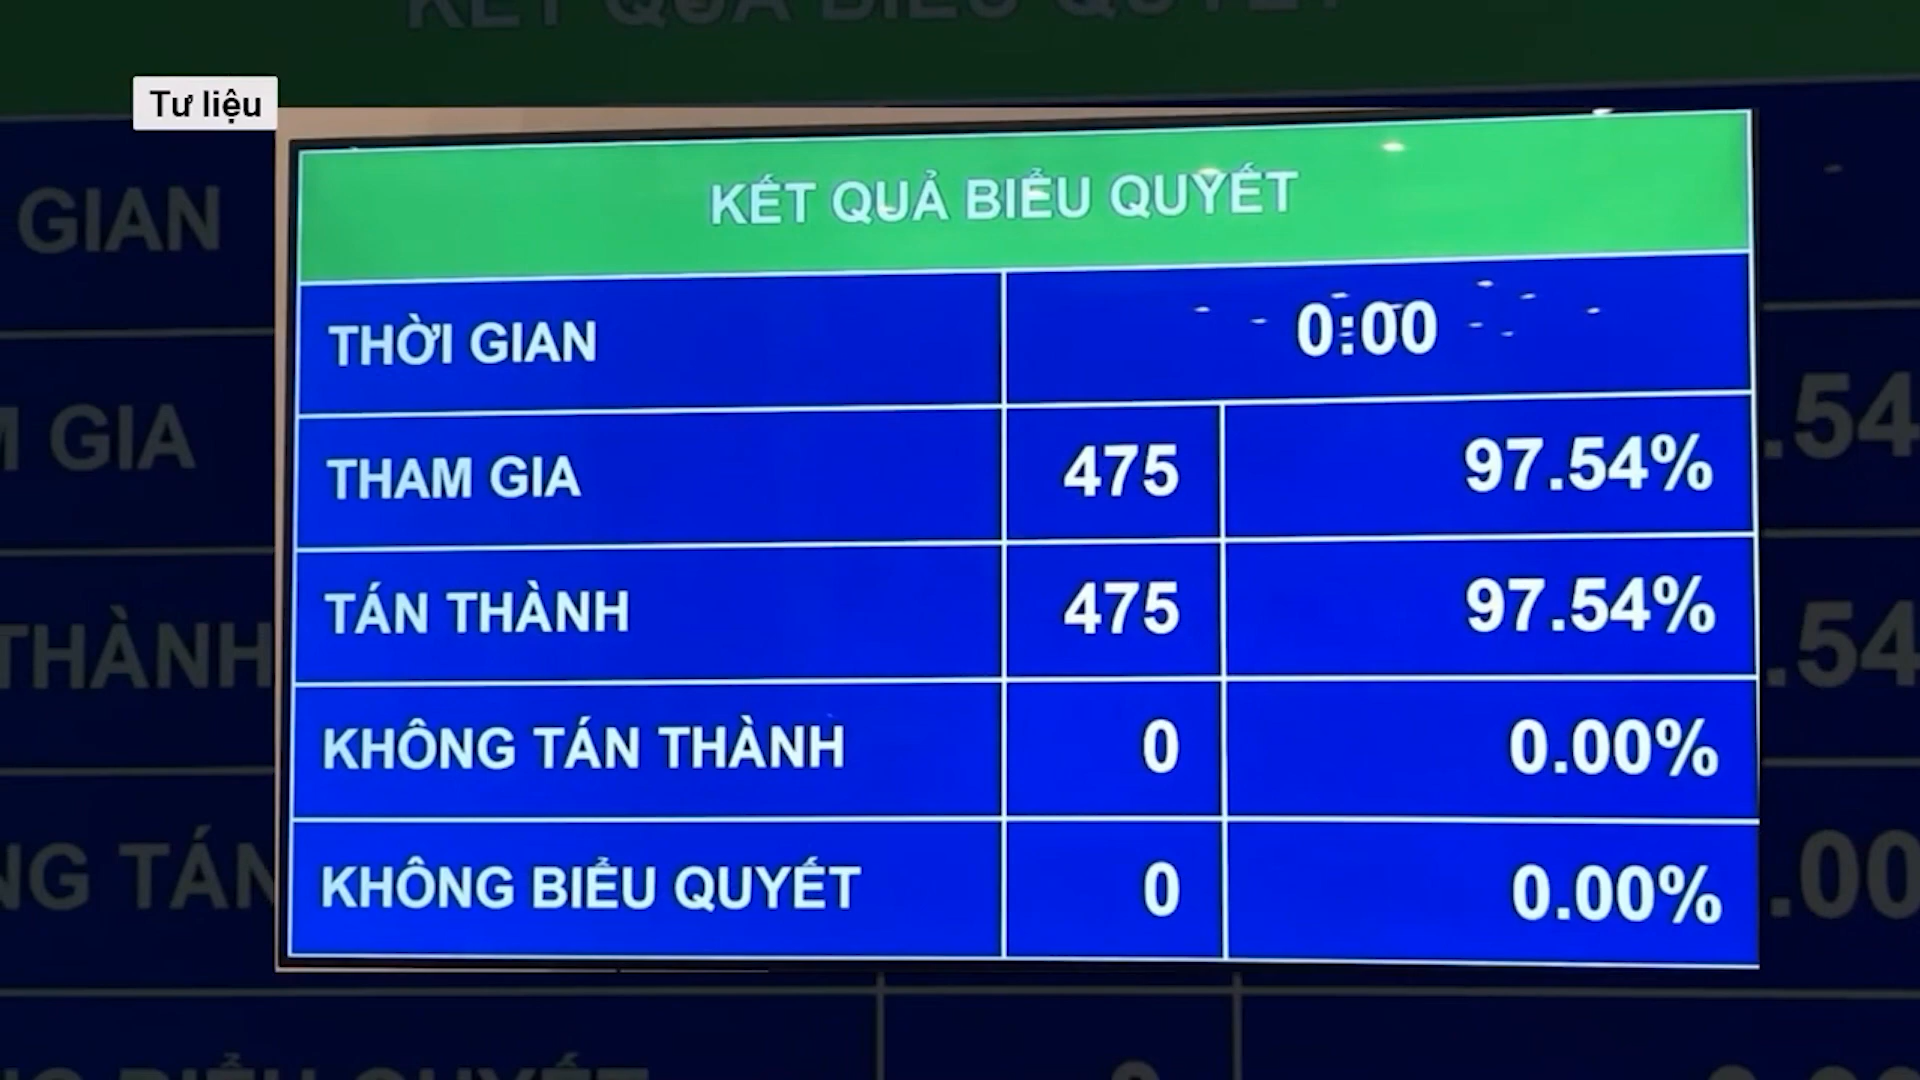 Tư liệu
KẾT QUẢ BIỂU QUYẾT
THỜI GIAN 0:00
THAM GIA 475 97.54%
TÁN THÀNH 475 97.54%
KHÔNG TÁN THÀNH 0 0.00%
KHÔNG BIỂU QUYẾT 0 0.00%